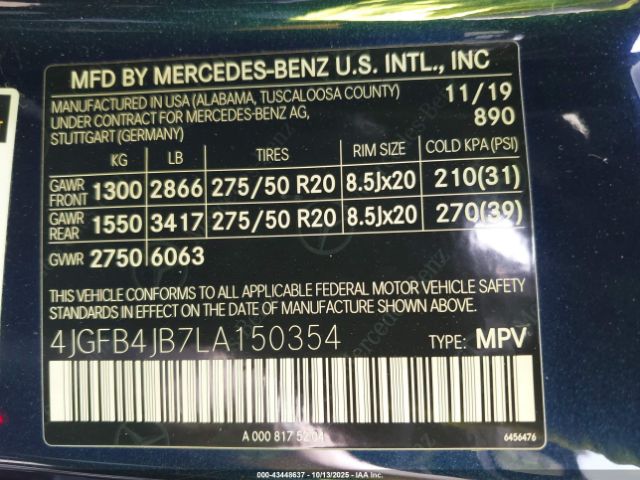 MFD BY MERCEDES-BENZ U.S. INTL., INC
MANUFACTURED IN USA (ALABAMA, TUSCALOOSA COUNTY) 11/19
UNDER CONTRACT FOR MERCEDES-BENZ AG, 890
STUTTGART (GERMANY)
KG LB TIRES RIM SIZE COLD KPA (PSI)
GAWR FRONT 1300 2866 275/50 R20 8.5Jx20 210(31)
GAWR REAR 1550 3417 275/50 R20 8.5Jx20 270(39)
GVWR 2750 6063
THIS VEHICLE CONFORMS TO ALL APPLICABLE FEDERAL MOTOR VEHICLE SAFETY
STANDARDS IN EFFECT ON THE DATE OF MANUFACTURE SHOWN ABOVE.
4JGFB4JB7LA150354 TYPE: MPV
A 000 817 52 04 6456476
000-43448637 - 10/13/2025 - IAAI.COM